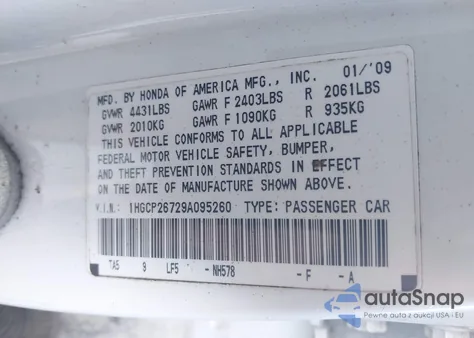 MFD. BY HONDA OF AMERICA MFG., INC. 01/'09
GVWR 4431LBS GAWR F 2403LBS R 2061LBS
GVWR 2010KG GAWR F 1090KG R 935KG
THIS VEHICLE CONFORMS TO ALL APPLICABLE
FEDERAL MOTOR VEHICLE SAFETY, BUMPER,
AND THEFT PREVENTION STANDARDS IN EFFECT
ON THE DATE OF MANUFACTURE SHOWN ABOVE.
V.I.N.: 1HGCP26729A095260 TYPE: PASSENGER CAR
TA5 9 LF5 -NH578 -F -A
autoSnap
Pewne auta z aukcji USA i EU